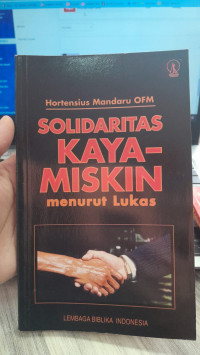 Hortensius Mandaru OFM
SOLIDARITAS
KAYA-
MISKIN
menurut Lukas
LEMBAGA BIBLIKA INDONESIA